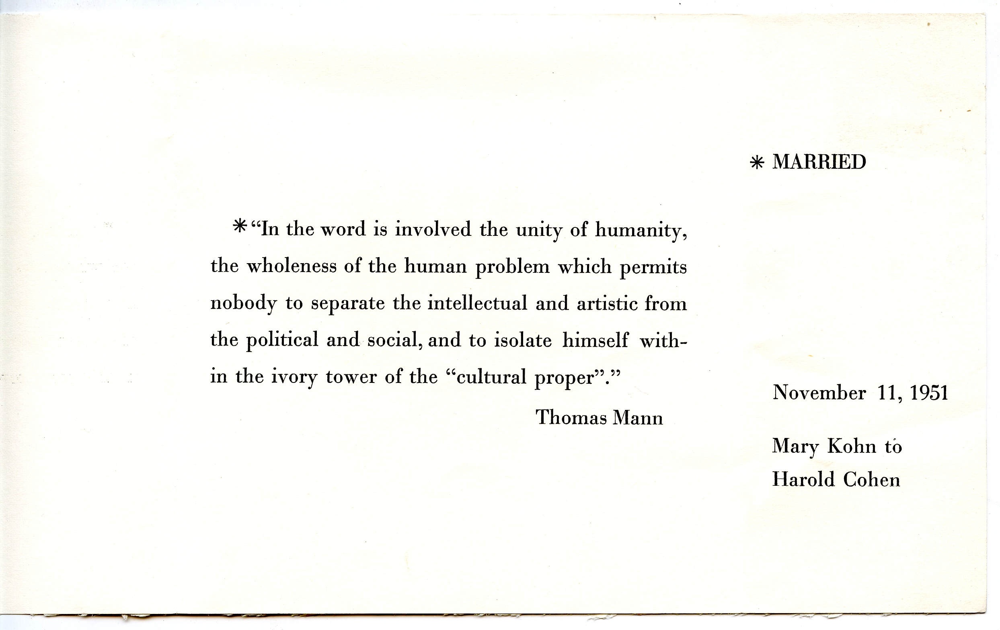 * MARRIED
*“In the word is involved the unity of humanity,
the wholeness of the human problem which permits
nobody to separate the intellectual and artistic from
the political and social, and to isolate himself with-
in the ivory tower of the “cultural proper”.”
Thomas Mann
November 11, 1951
Mary Kohn to
Harold Cohen